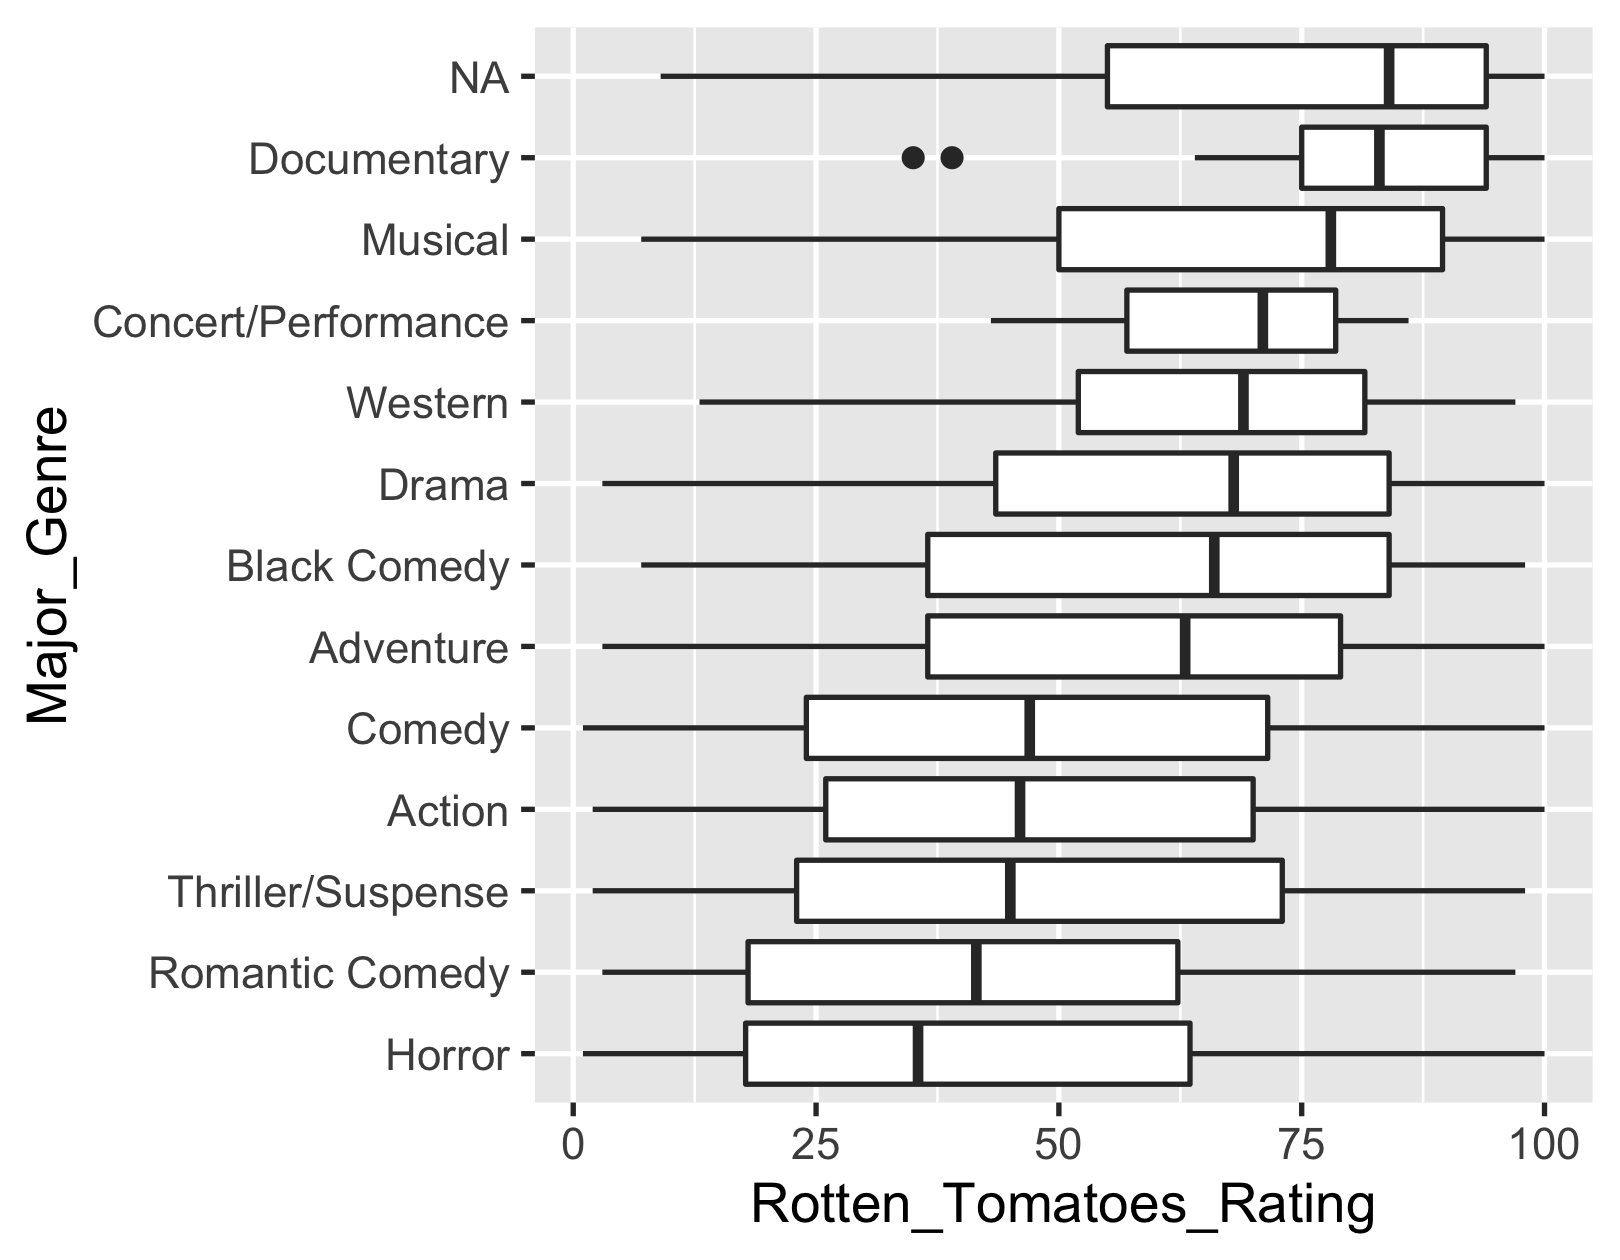 Major_Genre
NA
Documentary
Musical
Concert/Performance
Western
Drama
Black Comedy
Adventure
Comedy
Action
Thriller/Suspense
Romantic Comedy
Horror
0 25 50 75 100
Rotten_Tomatoes_Rating